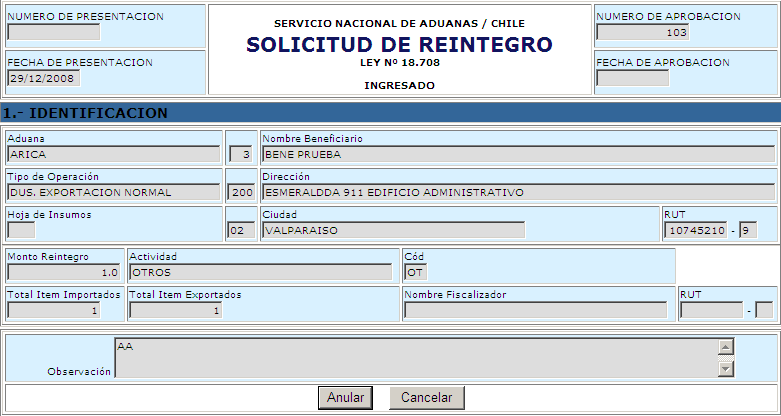 NUMERO DE PRESENTACION
SERVICIO NACIONAL DE ADUANAS / CHILE
SOLICITUD DE REINTEGRO
LEY Nº 18.708
INGRESADO
NUMERO DE APROBACION
103
FECHA DE PRESENTACION
29/12/2008
FECHA DE APROBACION
1.- IDENTIFICACION
Aduana
ARICA
3
Nombre Beneficiario
BENE PRUEBA
Tipo de Operación
DUS. EXPORTACION NORMAL
200
Dirección
ESMERALDDA 911 EDIFICIO ADMINISTRATIVO
Hoja de Insumos
02
Ciudad
VALPARAISO
RUT
10745210 - 9
Monto Reintegro
1.0
Actividad
OTROS
Cód
OT
Total Item Importados
1
Total Item Exportados
1
Nombre Fiscalizador
RUT
-
Observación
AA
Anular
Cancelar